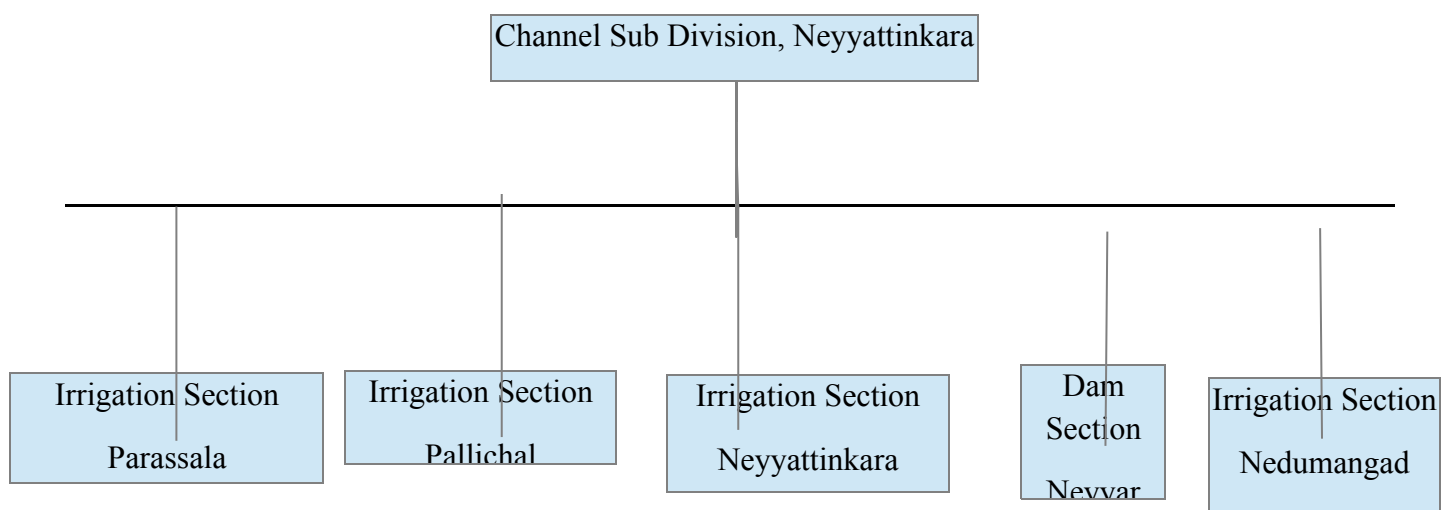 Channel Sub Division, Neyyattinkara
Irrigation Section
Parassala
Irrigation Section
Pallichal
Irrigation Section
Neyyattinkara
Dam
Section
Neyyar
Irrigation Section
Nedumangad